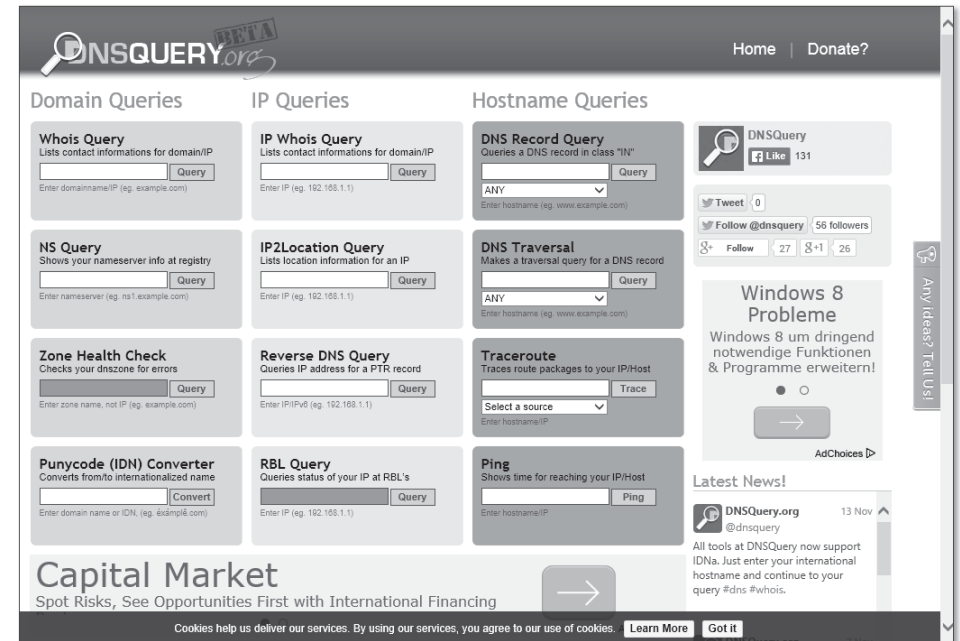 DNSQUERY.org
BETA
Home | Donate?
Domain Queries
Whois Query
Lists contact informations for domain/IP
Query
Enter domainname/IP (eg. example.com)
NS Query
Shows your nameserver info at registry
Query
Enter nameserver (eg. ns1.example.com)
Zone Health Check
Checks your dnszone for errors
Query
Enter zone name, not IP (eg. example.com)
Punycode (IDN) Converter
Converts from/to internationalized name
Convert
Enter domain name or IDN, (eg. éxámplê.com)
IP Queries
IP Whois Query
Lists contact informations for domain/IP
Query
Enter IP (eg. 192.168.1.1)
IP2Location Query
Lists location information for an IP
Query
Enter IP (eg. 192.168.1.1)
Reverse DNS Query
Queries IP address for a PTR record
Query
Enter IP/IPv6 (eg. 192.168.1.1)
RBL Query
Queries status of your IP at RBL's
Query
Enter IP (eg. 192.168.1.1)
Hostname Queries
DNS Record Query
Queries a DNS record in class "IN"
Query
ANY
Enter hostname (eg. www.example.com)
DNS Traversal
Makes a traversal query for a DNS record
Query
ANY
Enter hostname (eg. www.example.com)
Traceroute
Traces route packages to your IP/Host
Trace
Select a source
Enter hostname/IP
Ping
Shows time for reaching your IP/Host
Ping
Enter hostname/IP
DNSQuery
Like 131
Tweet 0
Follow @dnsquery 56 followers
g+ Follow 27 g+1 26
Windows 8
Probleme
Windows 8 um dringend
notwendige Funktionen
& Programme erweitern!
AdChoices
Any ideas? Tell Us!
Latest News!
DNSQuery.org 13 Nov
@dnsquery
All tools at DNSQuery now support
IDNa. Just enter your international
hostname and continue to your
query #dns #whois.
Capital Market
Spot Risks, See Opportunities First with International Financing
Cookies help us deliver our services. By using our services, you agree to our use of cookies. Learn More Got it